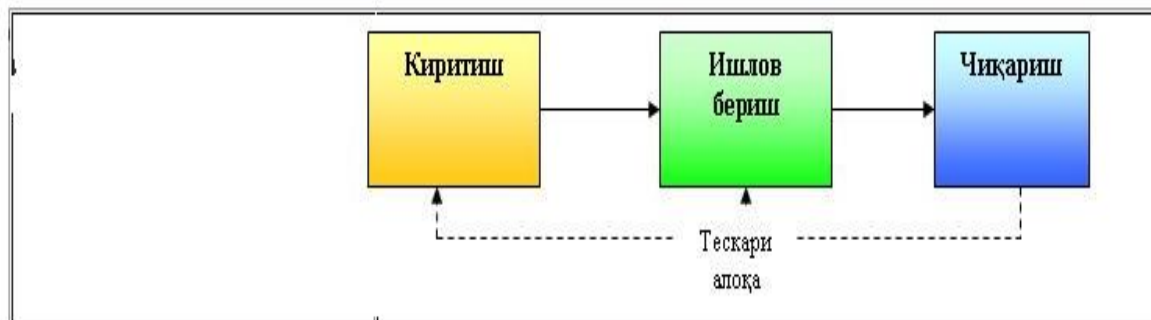 Киритиш
Ишлов
бериш
Чиқариш
Тескари
алоқа